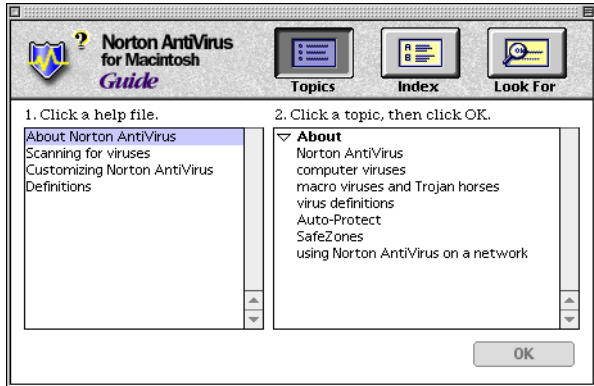 ?
Norton AntiVirus
for Macintosh
Guide
Topics
A
B
Index
Look For
1. Click a help file.
About Norton AntiVirus
Scanning for viruses
Customizing Norton AntiVirus
Definitions
2. Click a topic, then click OK.
About
Norton AntiVirus
computer viruses
macro viruses and Trojan horses
virus definitions
Auto-Protect
SafeZones
using Norton AntiVirus on a network
OK